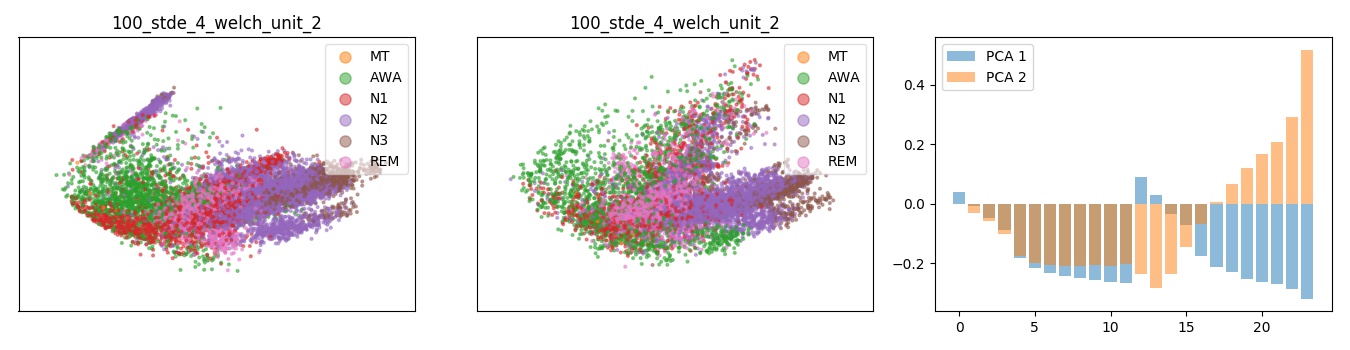 100_stde_4_welch_unit_2
MT
AWA
N1
N2
N3
REM
100_stde_4_welch_unit_2
MT
AWA
N1
N2
N3
REM
PCA 1
PCA 2
0.4
0.2
0.0
−0.2
0
5
10
15
20